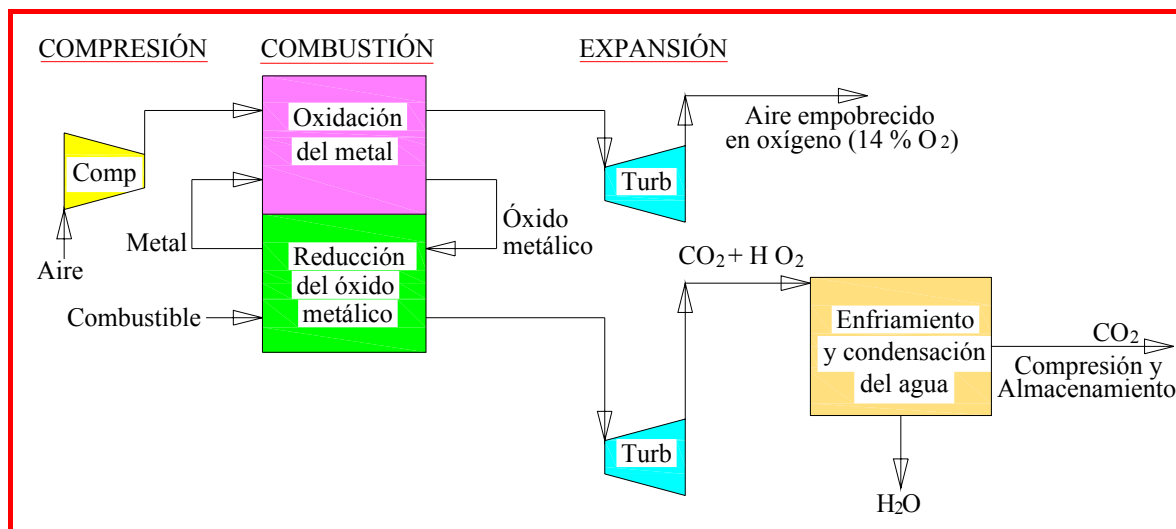 COMPRESIÓN
COMBUSTIÓN
EXPANSIÓN
Oxidación
del metal
Comp
Aire
Metal
Óxido
metálico
Reducción
del óxido
metálico
Combustible
Turb
Aire empobrecido
en oxígeno (14 % O2)
Turb
CO2 + H O2
Enfriamiento
y condensación
del agua
CO2
Compresión y
Almacenamiento
H2O